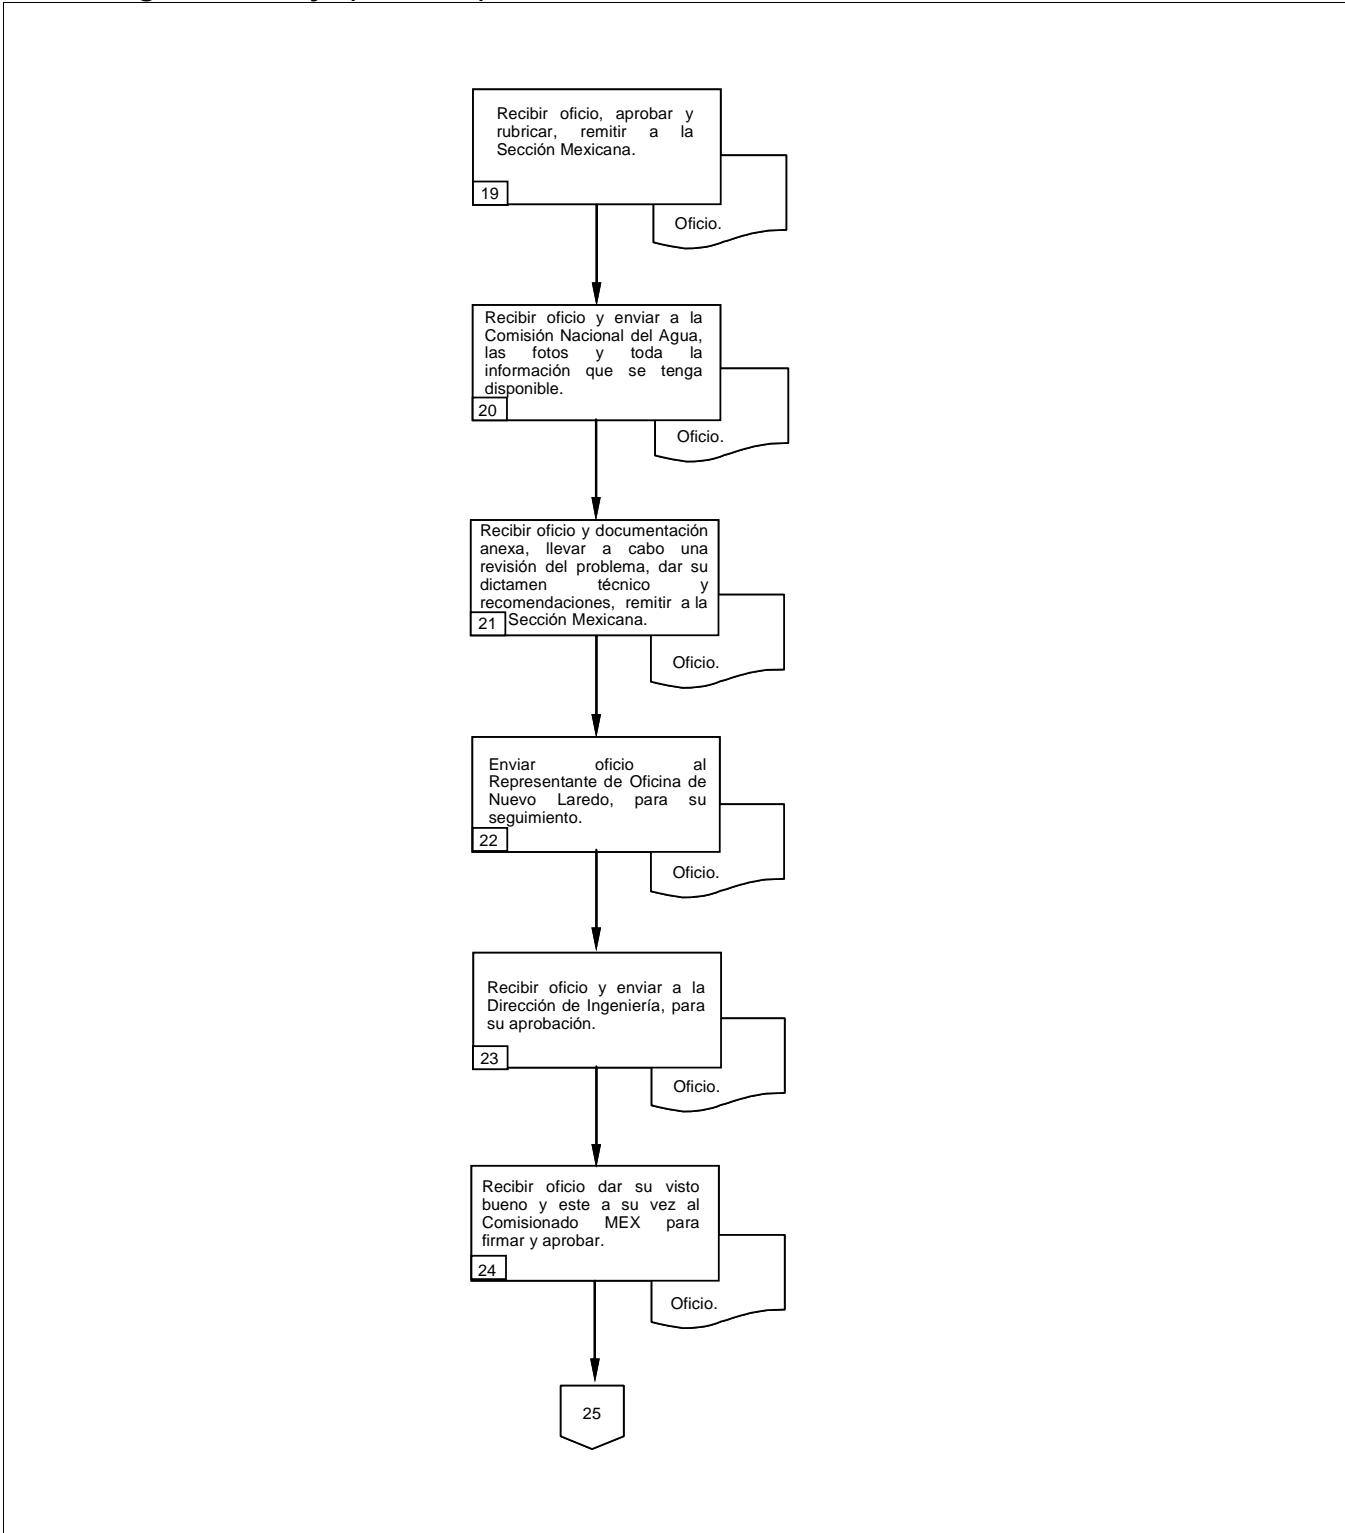 Recibir oficio, aprobar y
rubricar, remitir a la
Sección Mexicana.
19
Oficio.
Recibir oficio y enviar a la
Comisión Nacional del Agua,
las fotos y toda la
información que se tenga
disponible.
20
Oficio.
Recibir oficio y documentación
anexa, llevar a cabo una
revisión del problema, dar su
dictamen técnico y
recomendaciones, remitir a la
Sección Mexicana.
21
Oficio.
Enviar oficio al
Representante de Oficina de
Nuevo Laredo, para su
seguimiento.
22
Oficio.
Recibir oficio y enviar a la
Dirección de Ingeniería, para
su aprobación.
23
Oficio.
Recibir oficio dar su visto
bueno y este a su vez al
Comisionado MEX para
firmar y aprobar.
24
Oficio.
25